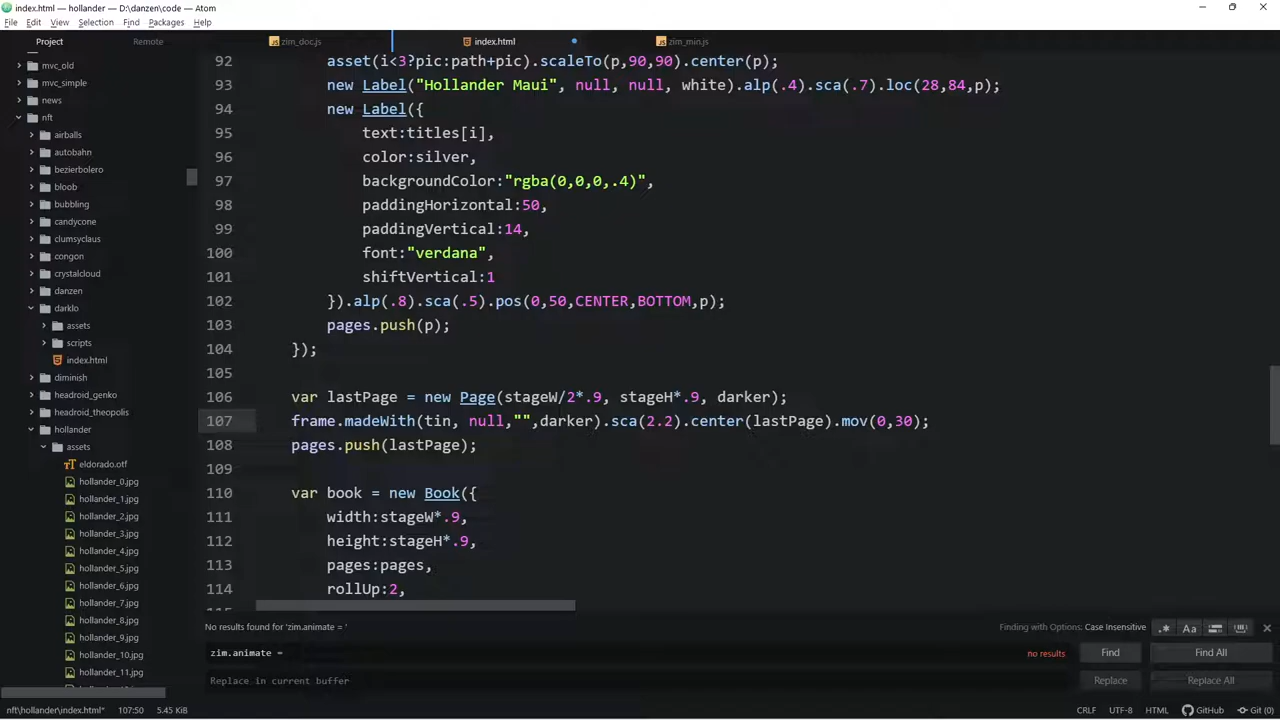 index.html — hollander — D:\danzen\code — Atom
File Edit View Selection Find Packages Help
Project Remote zim_doc.js index.html zim_min.js
mvc_old
mvc_simple
news
nft
airballs
autobahn
bezierbolero
bloob
bubbling
candycone
clumsyclaus
congon
crystalcloud
danzen
darklo
assets
scripts
index.html
diminish
headroid_genko
headroid_theopolis
hollander
assets
eldorado.otf
hollander_0.jpg
hollander_1.jpg
hollander_2.jpg
hollander_3.jpg
hollander_4.jpg
hollander_5.jpg
hollander_6.jpg
hollander_7.jpg
hollander_8.jpg
hollander_9.jpg
hollander_10.jpg
hollander_11.jpg
92 asset(i<3?pic:path+pic).scaleTo(p,90,90).center(p);
93 new Label("Hollander Maui", null, null, white).alp(.4).sca(.7).loc(28,84,p);
94 new Label({
95 text:titles[i],
96 color:silver,
97 backgroundColor:"rgba(0,0,0,.4)",
98 paddingHorizontal:50,
99 paddingVertical:14,
100 font:"verdana",
101 shiftVertical:1
102 }).alp(.8).sca(.5).pos(0,50,CENTER,BOTTOM,p);
103 pages.push(p);
104 });
105
106 var lastPage = new Page(stageW/2*.9, stageH*.9, darker);
107 frame.madeWith(tin, null,"",darker).sca(2.2).center(lastPage).mov(0,30);
108 pages.push(lastPage);
109
110 var book = new Book({
111 width:stageW*.9,
112 height:stageH*.9,
113 pages:pages,
114 rollUp:2,
No results found for 'zim.animate = '
Finding with Options: Case Insensitive .* Aa
zim.animate = no results Find Find All
Replace in current buffer Replace Replace All
nft\hollander\index.html* 107:50 5.45 KiB CRLF UTF-8 HTML GitHub Git (0)